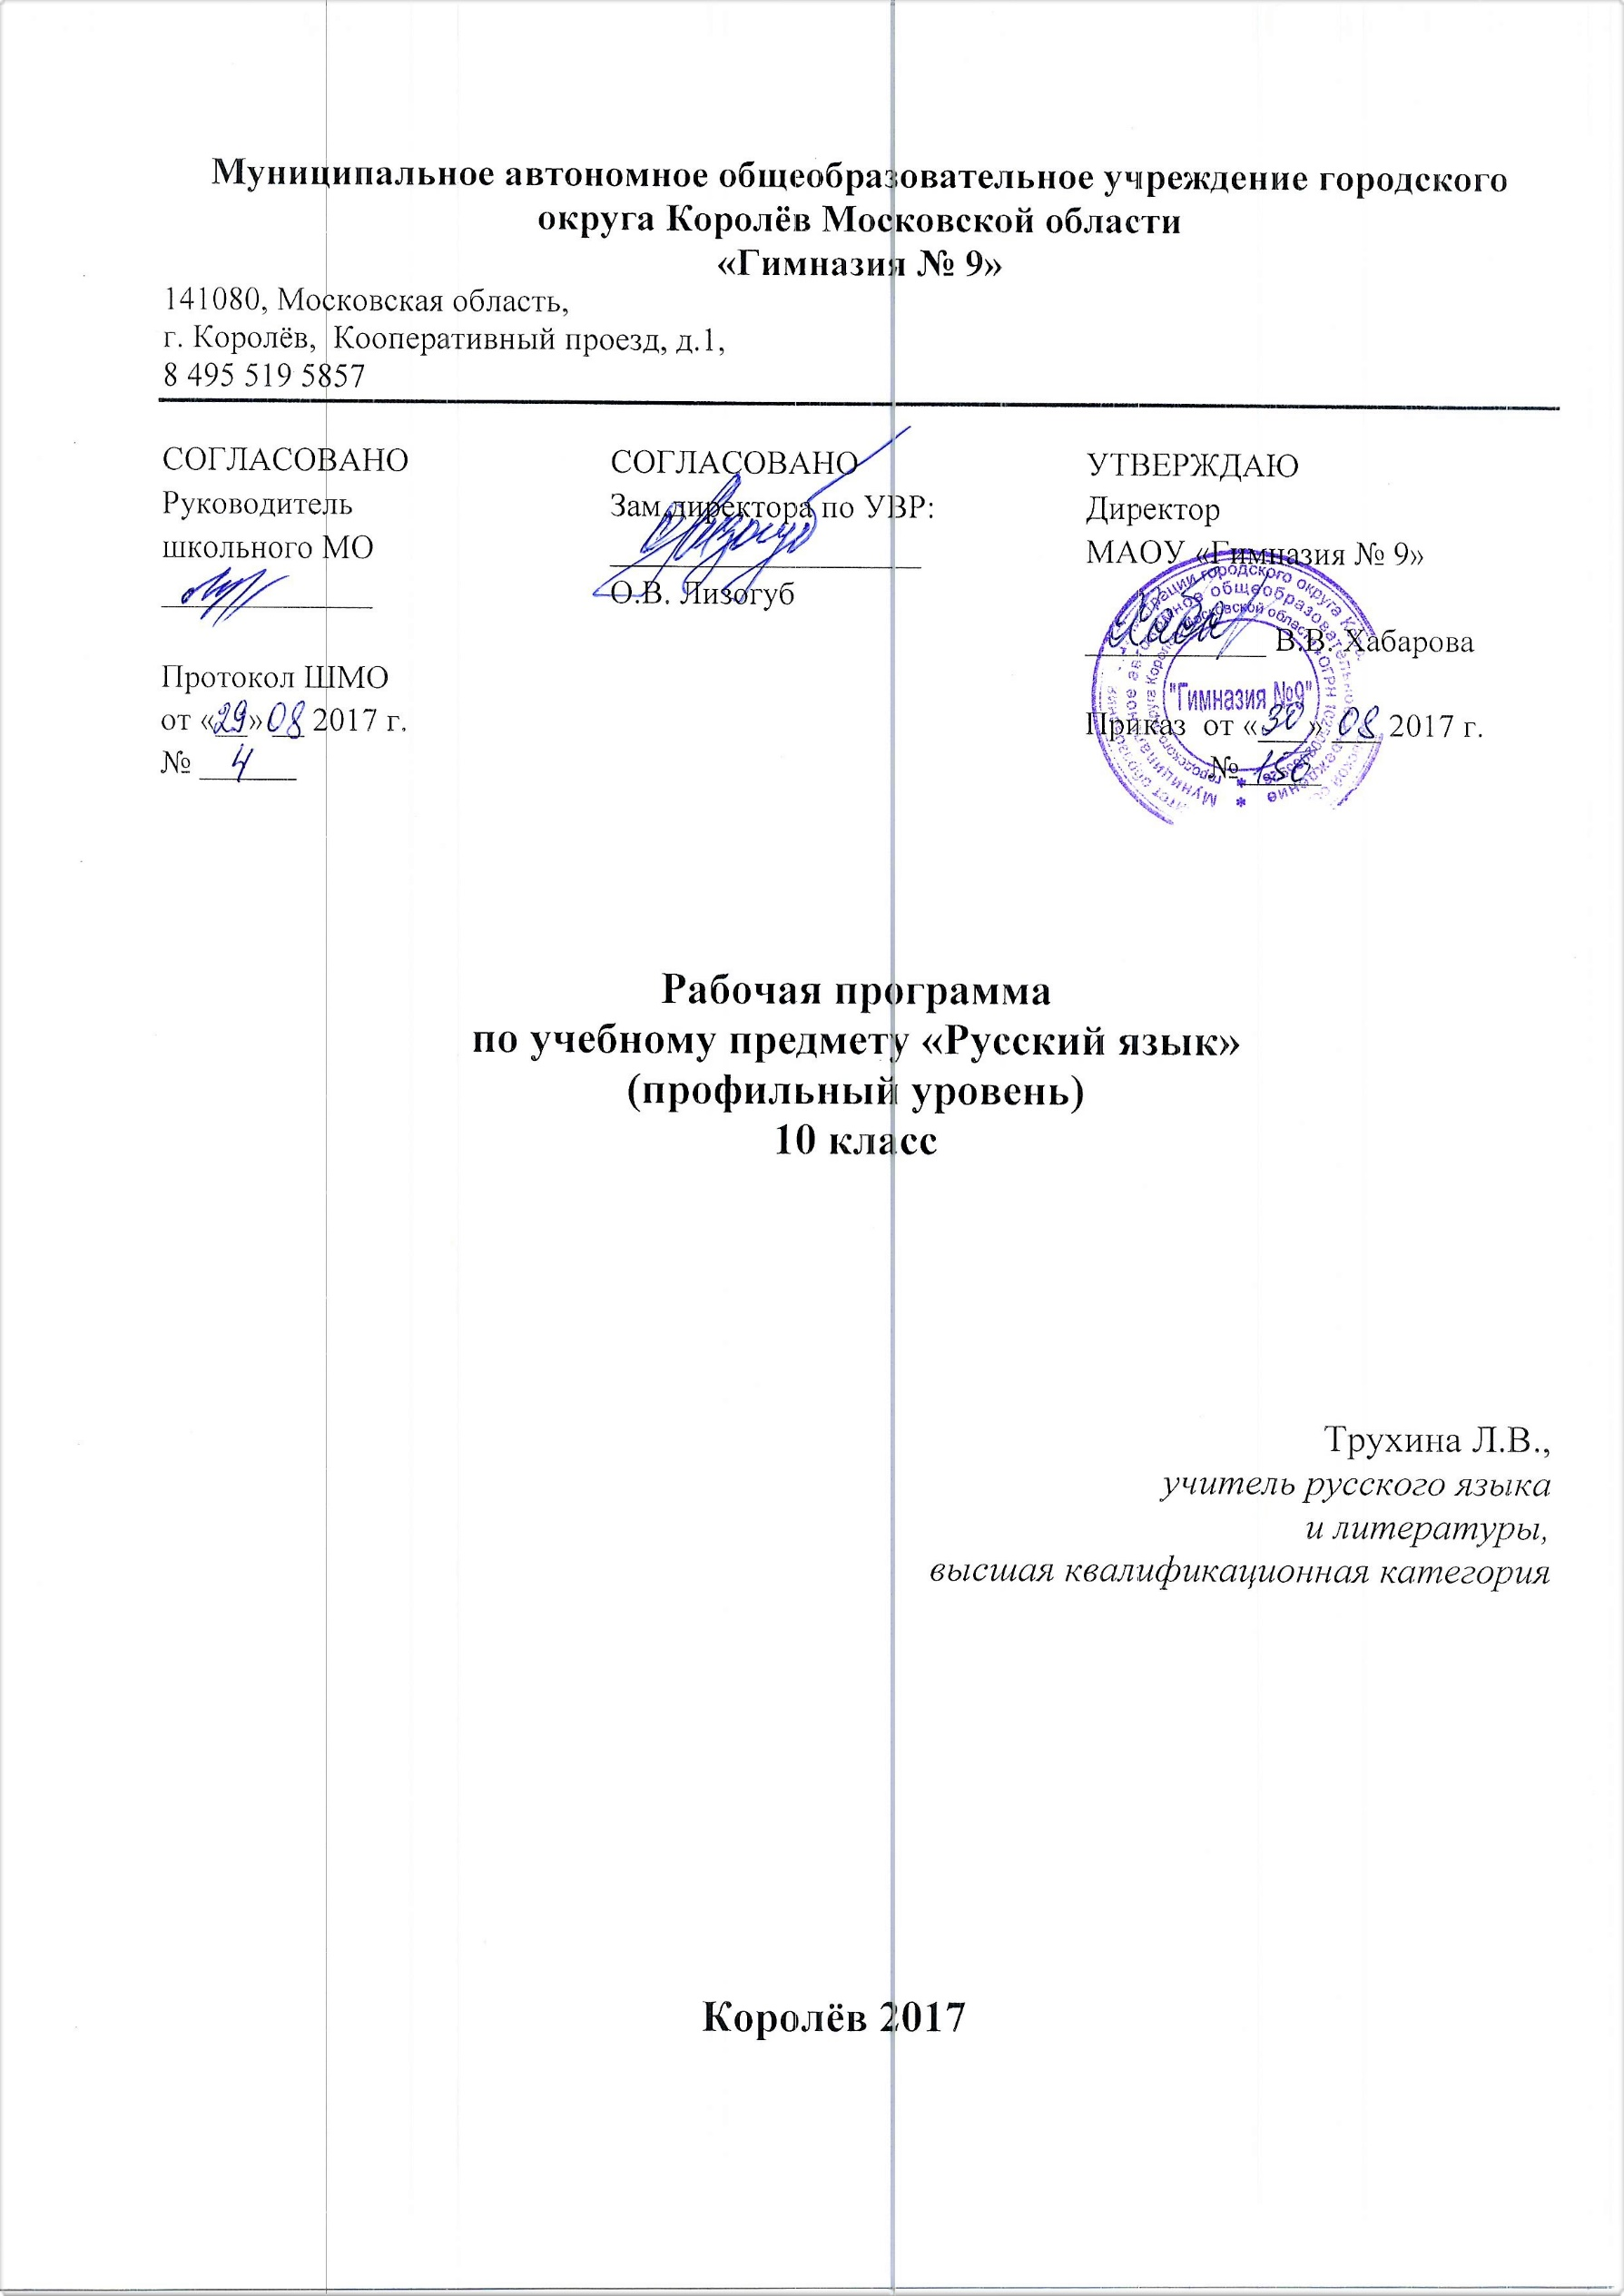 Муниципальное автономное общеобразовательное учреждение городского
округа Королёв Московской области
«Гимназия № 9»
141080, Московская область,
г. Королёв, Кооперативный проезд, д.1,
8 495 519 5857
СОГЛАСОВАНО
Руководитель
школьного МО
Протокол ШМО
от «29» 08 2017 г.
№ 4
СОГЛАСОВАНО
Зам.директора по УВР:
О.В. Лизогуб
УТВЕРЖДАЮ
Директор
МАОУ «Гимназия № 9»
В.В. Хабарова
Приказ от «30» 08 2017 г.
№ 150
"Гимназия №9"
Рабочая программа
по учебному предмету «Русский язык»
(профильный уровень)
10 класс
Трухина Л.В.,
учитель русского языка
и литературы,
высшая квалификационная категория
Королёв 2017